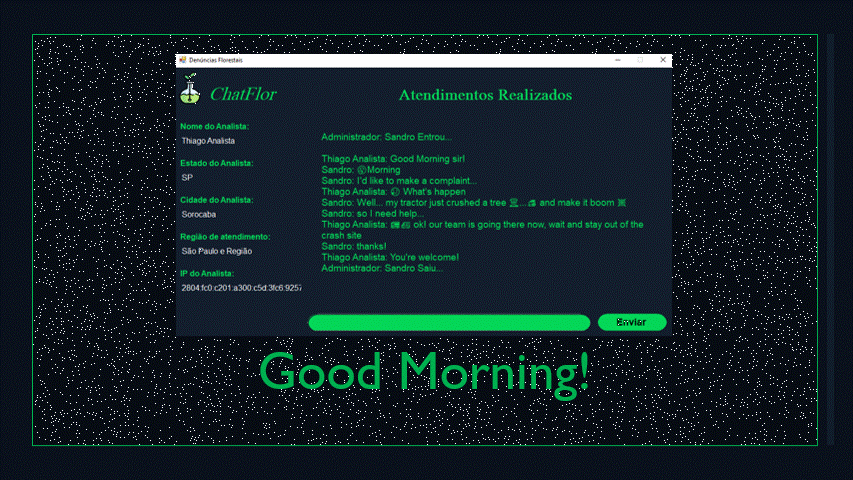 Denúncias Florestais
ChatFlor
Atendimentos Realizados
Nome do Analista:
Thiago Analista
Estado do Analista:
SP
Cidade do Analista:
Sorocaba
Região de atendimento:
São Paulo e Região
IP do Analista:
2804:fc0:c201:a300:c5d:3fc6:9257
Administrador: Sandro Entrou...
Thiago Analista: Good Morning sir!
Sandro: Morning
Sandro: I'd like to make a complaint...
Thiago Analista: What's happen
Sandro: Well... my tractor just crushed a tree ... and make it boom
Sandro: so I need help...
Thiago Analista: ok! our team is going there now, wait and stay out of the
crash site
Sandro: thanks!
Thiago Analista: You're welcome!
Administrador: Sandro Saiu...
Enviar
Good Morning!